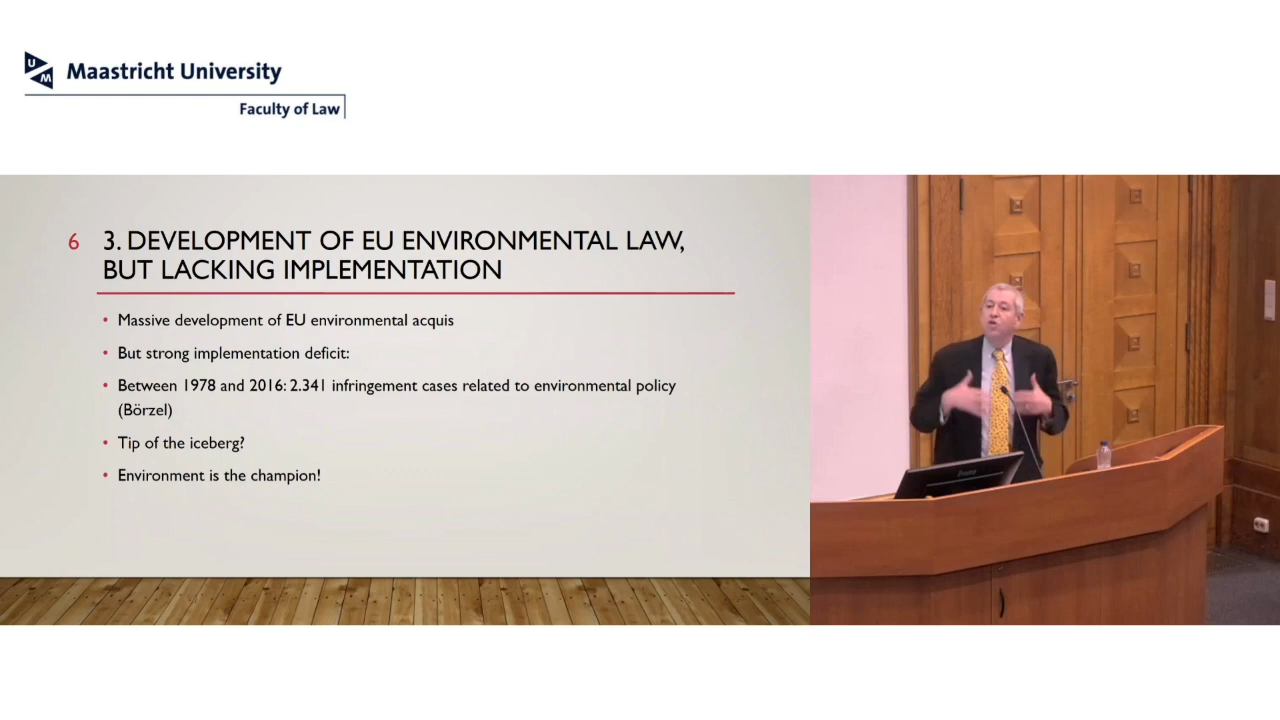 U
M
Maastricht University
Faculty of Law
6
3. DEVELOPMENT OF EU ENVIRONMENTAL LAW,
BUT LACKING IMPLEMENTATION
• Massive development of EU environmental acquis
• But strong implementation deficit:
• Between 1978 and 2016: 2.341 infringement cases related to environmental policy
(Börzel)
• Tip of the iceberg?
• Environment is the champion!